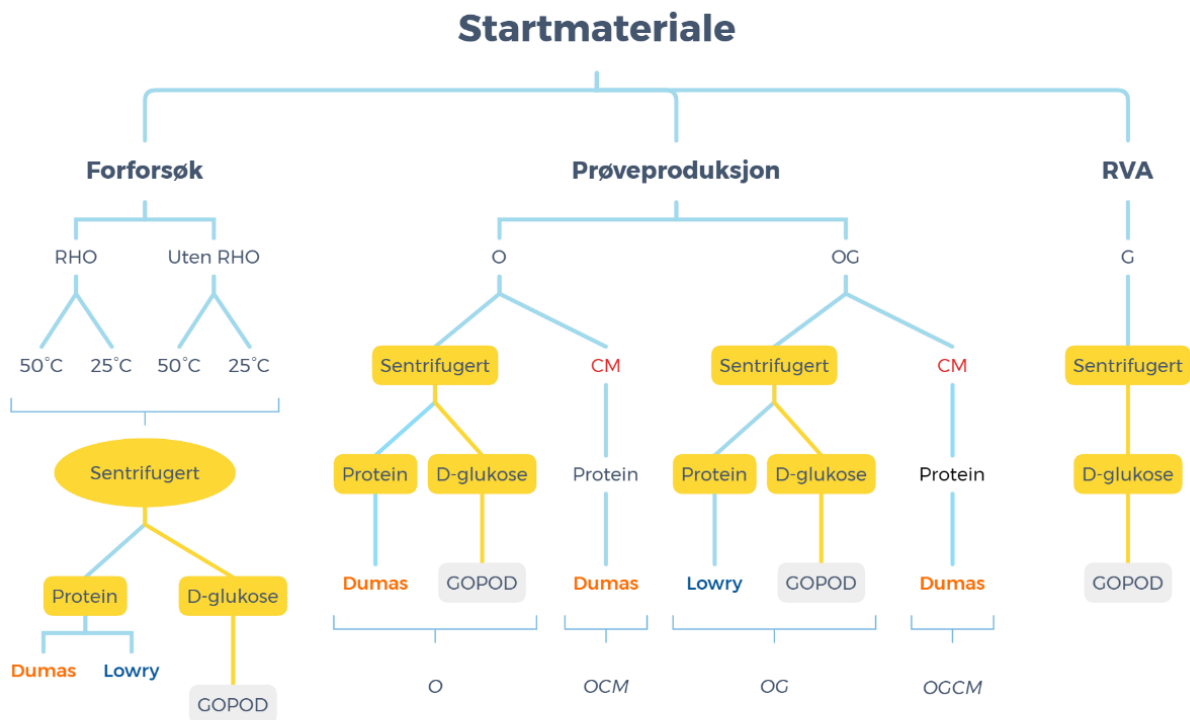 Startmateriale
Forforsøk
Prøveproduksjon
RVA
RHO
Uten RHO
O
OG
G
50°C
25°C
50°C
25°C
Sentrifugert
CM
Sentrifugert
CM
Sentrifugert
Sentrifugert
Protein
D-glukose
Protein
Protein
D-glukose
Protein
D-glukose
Protein
D-glukose
Dumas
GOPOD
Dumas
Lowry
GOPOD
Dumas
GOPOD
Dumas
Lowry
GOPOD
O
OCM
OG
OGCM